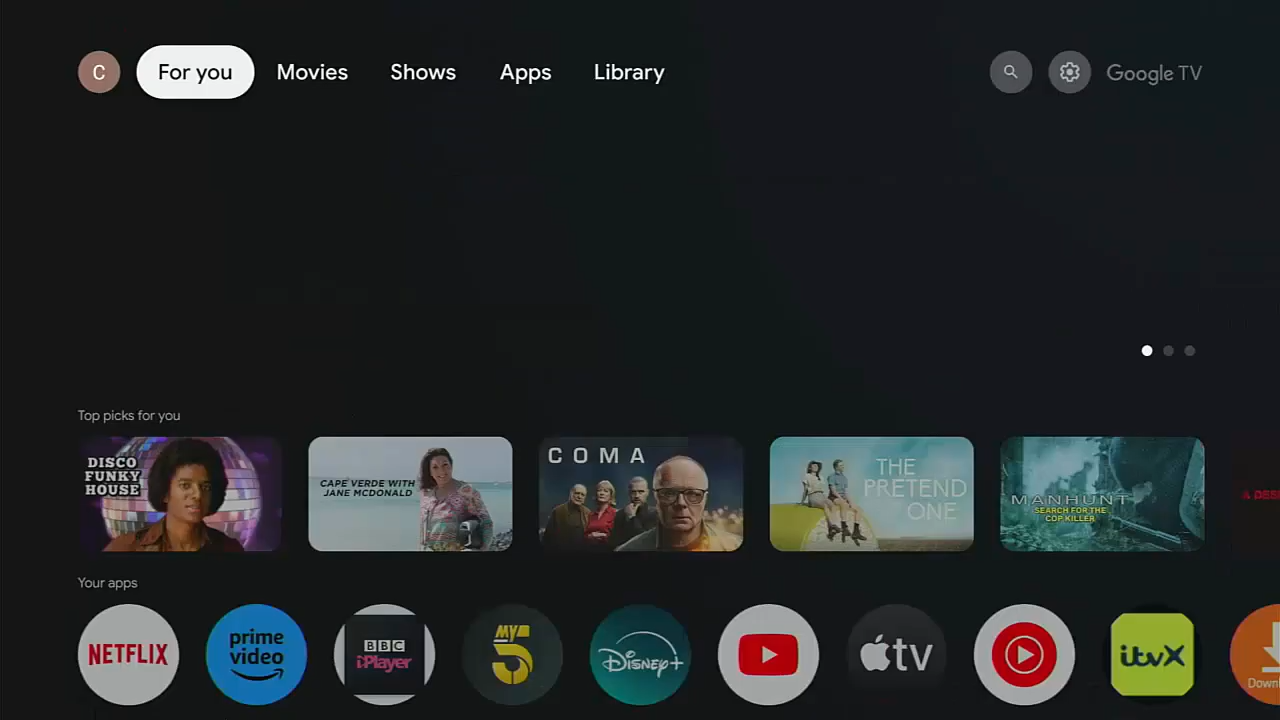 C
For you
Movies
Shows
Apps
Library
Google TV
Top picks for you
DISCO
FUNKY
HOUSE
CAPE VERDE WITH
JANE MCDONALD
COMA
THE
PRETEND
ONE
MANHUNT
SEARCH FOR THE
COP KILLER
Your apps
NETFLIX
prime
video
BBC
iPlayer
MY
5
Disney+
tv
itvX